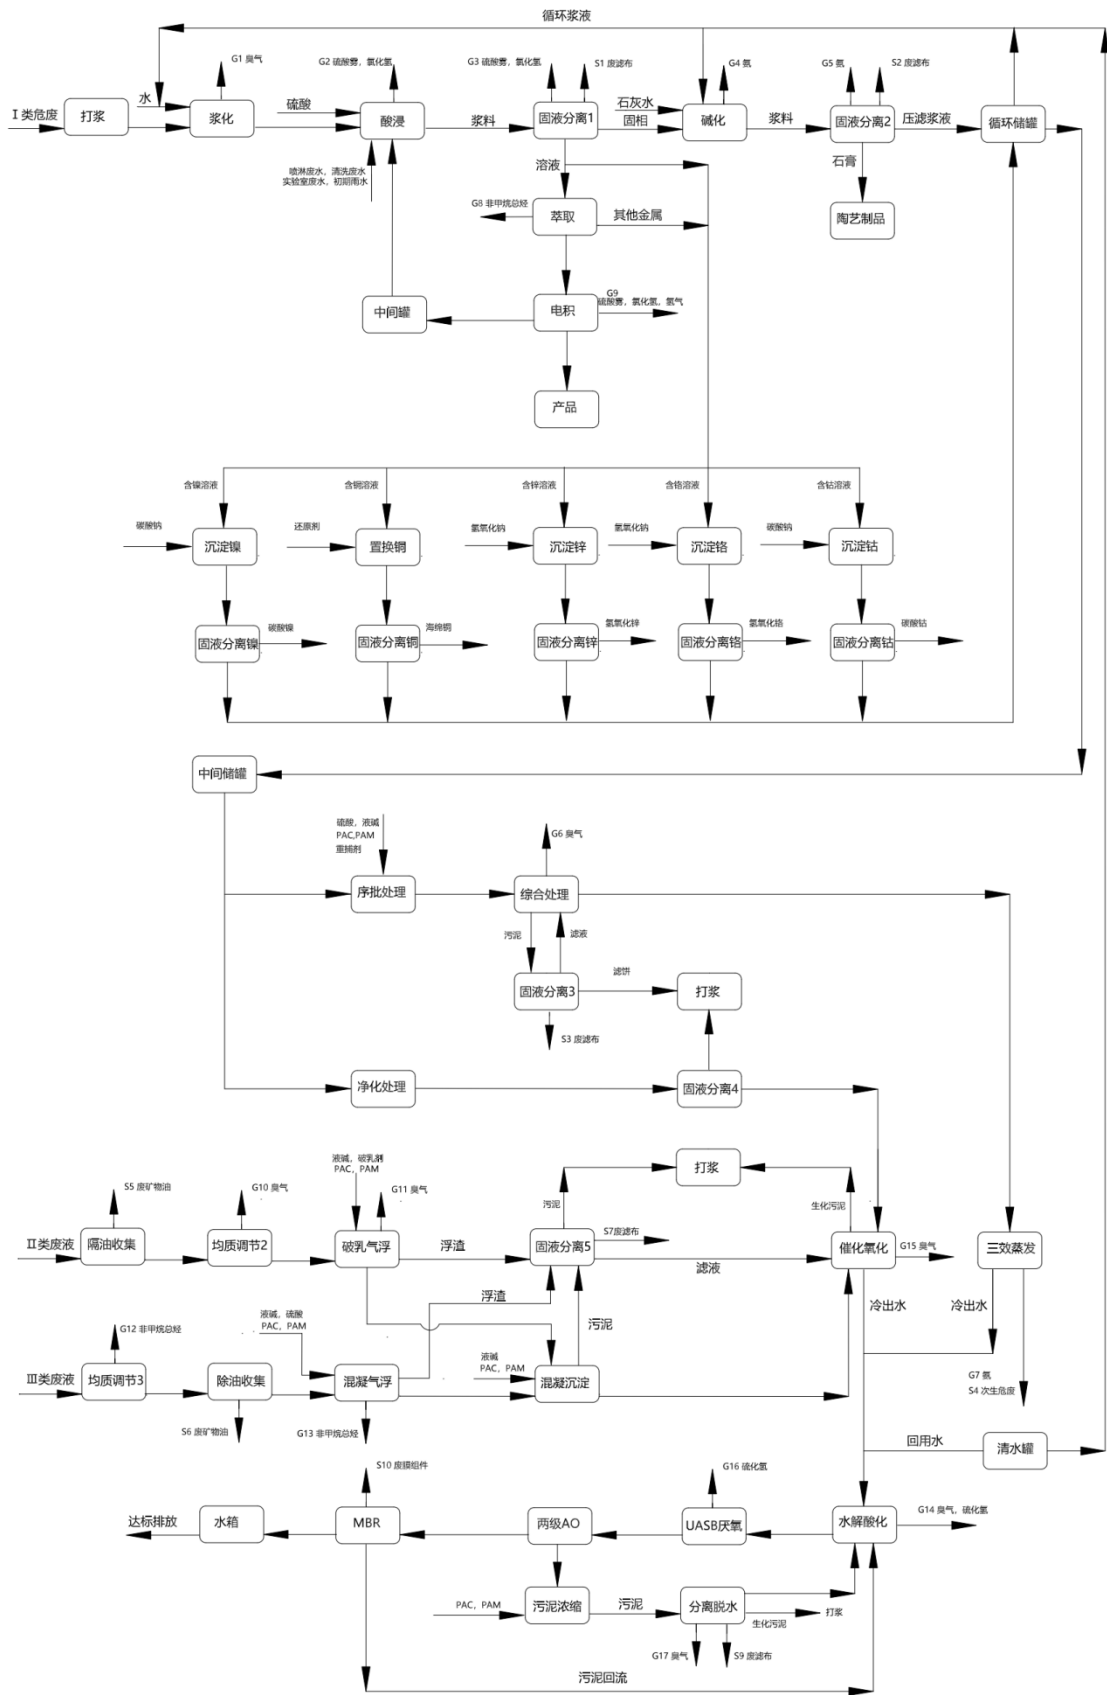 循环浆液
G1 臭气
G2 硫酸雾，氯化氢
G3 硫酸雾，氯化氢
S1 废滤布
G4 氨
G5 氨
S2 废滤布
Ⅰ类危废
打浆
水
浆化
硫酸
酸浸
浆料
固液分离1
石灰水
固相
碱化
浆料
固液分离2
压滤浆液
循环储罐
喷淋废水，清洗废水
实验室废水，初期雨水
溶液
石膏
陶艺制品
G8 非甲烷总烃
萃取
其他金属
中间罐
电积
G9
硫酸雾，氯化氢，氢气
产品
含镍溶液
含铜溶液
含锌溶液
含铬溶液
含钴溶液
碳酸钠
沉淀镍
还原剂
置换铜
氢氧化钠
沉淀锌
氢氧化钠
沉淀铬
碳酸钠
沉淀钴
固液分离镍
碳酸镍
固液分离铜
海绵铜
固液分离锌
氢氧化锌
固液分离铬
氢氧化铬
固液分离钴
碳酸钴
中间储罐
硫酸，液碱
PAC,PAM
重捕剂
G6 臭气
序批处理
综合处理
污泥
滤液
固液分离3
滤饼
打浆
S3 废滤布
净化处理
固液分离4
液碱，破乳剂
PAC，PAM
打浆
S5 废矿物油
G10 臭气
G11 臭气
污泥
生化污泥
S7废滤布
Ⅱ类废液
隔油收集
均质调节2
破乳气浮
浮渣
固液分离5
滤液
催化氧化
G15 臭气
三效蒸发
浮渣
冷出水
冷出水
污泥
G12 非甲烷总烃
液碱，硫酸
PAC，PAM
液碱
PAC，PAM
Ⅲ类废液
均质调节3
除油收集
混凝气浮
混凝沉淀
G7 氨
S4 次生危废
S6 废矿物油
G13 非甲烷总烃
回用水
清水罐
S10 废膜组件
G16 硫化氢
达标排放
水箱
MBR
两级AO
UASB厌氧
水解酸化
G14 臭气，硫化氢
PAC，PAM
污泥浓缩
污泥
分离脱水
生化污泥
打浆
G17 臭气
S9 废滤布
污泥回流